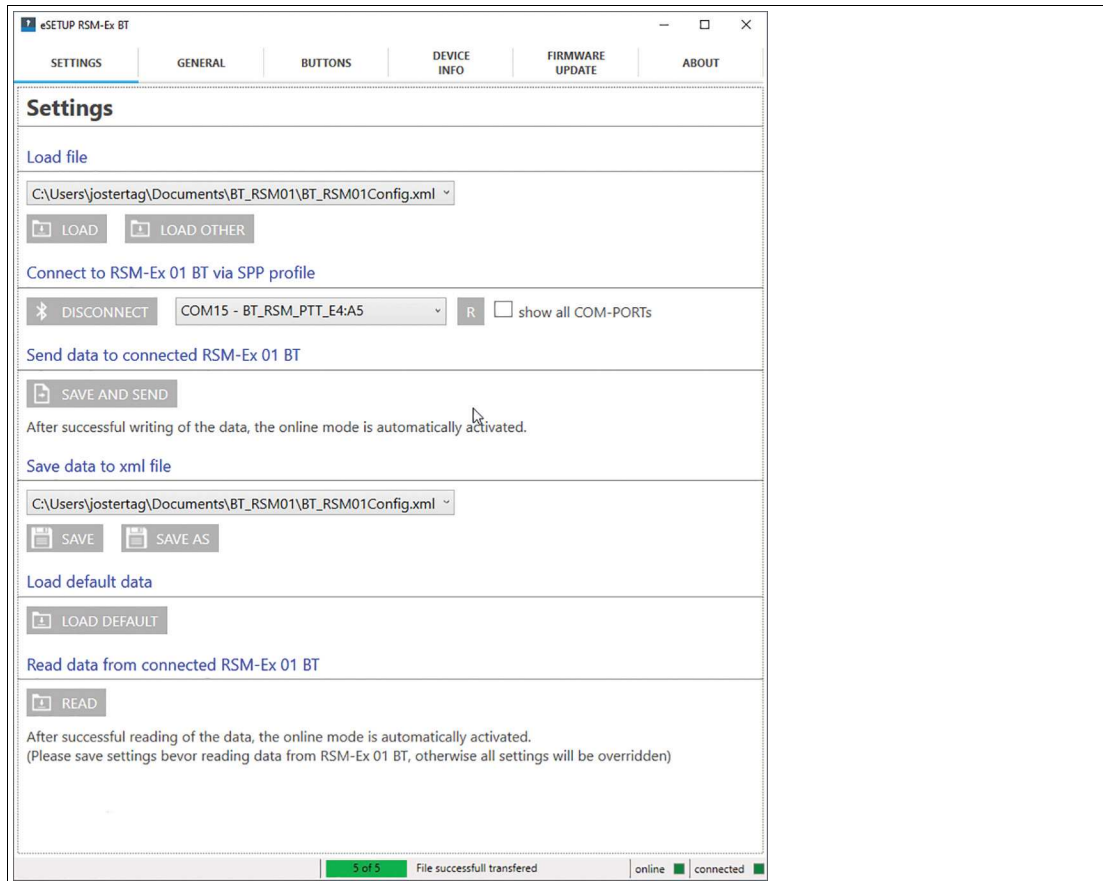 eSETUP RSM-Ex BT
SETTINGS
GENERAL
BUTTONS
DEVICE
INFO
FIRMWARE
UPDATE
ABOUT
Settings
Load file
C:\Users\jostertag\Documents\BT_RSM01\BT_RSM01Config.xml
LOAD
LOAD OTHER
Connect to RSM-Ex 01 BT via SPP profile
DISCONNECT
COM15 - BT_RSM_PTT_E4:A5
R
show all COM-PORTs
Send data to connected RSM-Ex 01 BT
SAVE AND SEND
After successful writing of the data, the online mode is automatically activated.
Save data to xml file
C:\Users\jostertag\Documents\BT_RSM01\BT_RSM01Config.xml
SAVE
SAVE AS
Load default data
LOAD DEFAULT
Read data from connected RSM-Ex 01 BT
READ
After successful reading of the data, the online mode is automatically activated.
(Please save settings bevor reading data from RSM-Ex 01 BT, otherwise all settings will be overridden)
5 of 5
File successfull transfered
online
connected